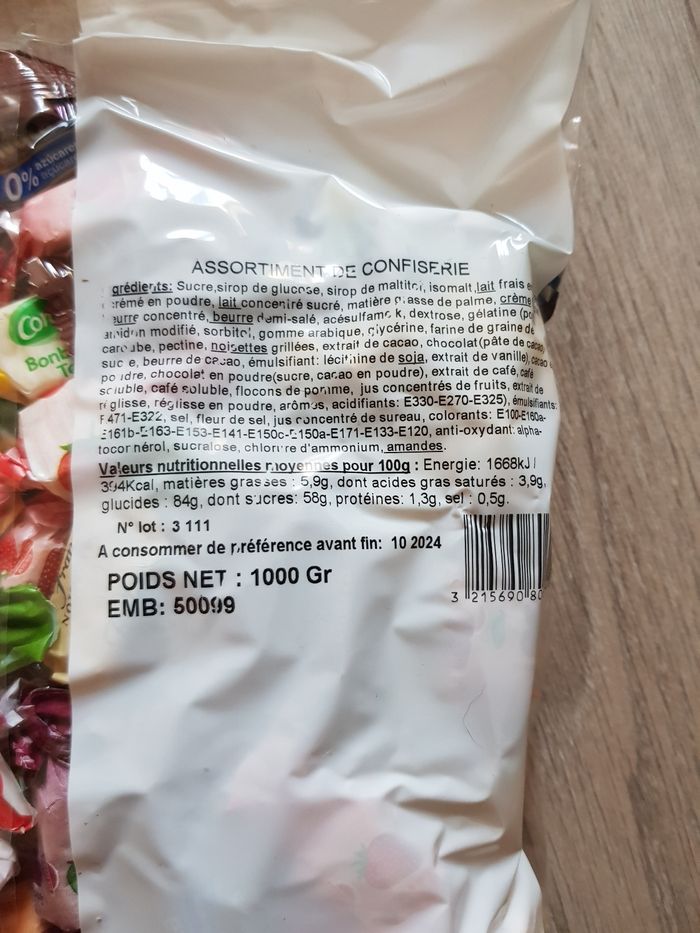 0% azúcares
Bonb
ASSORTIMENT DE CONFISERIE
grédients: Sucre,sirop de glucose, sirop de maltitol, isomalt,lait frais
crémé en poudre, lait concentré sucré, matière grasse de palme, crème
beurre concentré, beurre demi-salé, acésulfame k, dextrose, gélatine
amidon modifié, sorbitol, gomme arabique, glycérine, farine de graine de
caroube, pectine, noisettes grillées, extrait de cacao, chocolat(pâte de cacao
sucre, beurre de cacao, émulsifiant: lécithine de soja, extrait de vanille), cacao
poudre, chocolat en poudre(sucre, cacao en poudre), extrait de café, café
soluble, café soluble, flocons de pomme, jus concentrés de fruits, extrait de
réglisse, réglisse en poudre, arômes, acidifiants: E330-E270-E325), émulsifiants:
E471-E322, sel, fleur de sel, jus concentré de sureau, colorants: E100-E160a-
E161b-E163-E153-E141-E150c-E150a-E171-E133-E120, anti-oxydant: alpha-
tocophérol, sucralose, chlorure d'ammonium, amandes.
Valeurs nutritionnelles moyennes pour 100g : Energie: 1668kJ
394Kcal, matières grasses : 5,9g, dont acides gras saturés : 3,9g,
glucides : 84g, dont sucres: 58g, protéines: 1,3g, sel : 0,5g.
N° lot : 3 111
A consommer de préférence avant fin: 10 2024
POIDS NET : 1000 Gr
EMB: 50099
3 215690 80